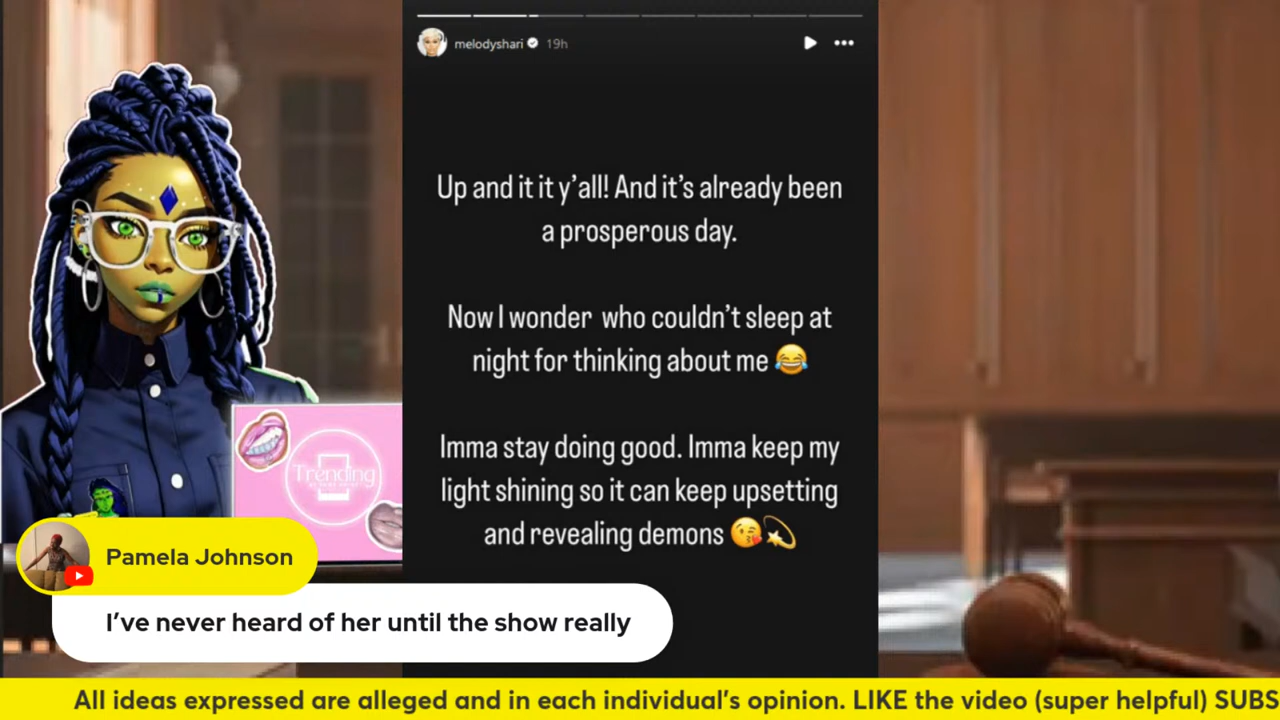 melodyshari 19h
Up and it it y'all! And it's already been
a prosperous day.
Now I wonder who couldn't sleep at
night for thinking about me 😂
Imma stay doing good. Imma keep my
light shining so it can keep upsetting
and revealing demons 😘💫
Trending
Pamela Johnson
I've never heard of her until the show really
All ideas expressed are alleged and in each individual's opinion. LIKE the video (super helpful) SUBS